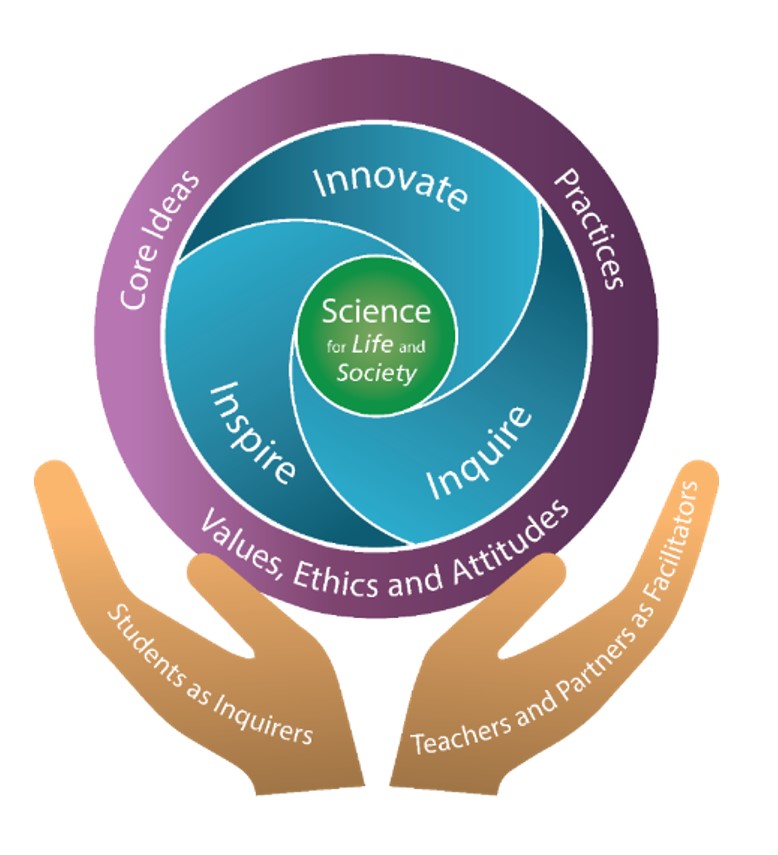 Core Ideas
Practices
Innovate
Science
for Life and
Society
Inspire
Inquire
Values, Ethics and Attitudes
Students as Inquirers
Teachers and Partners as Facilitators